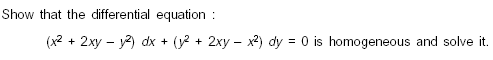 Show that the differential equation :
(x² + 2xy – y²) dx + (y² + 2xy – x²) dy = 0 is homogeneous and solve it.